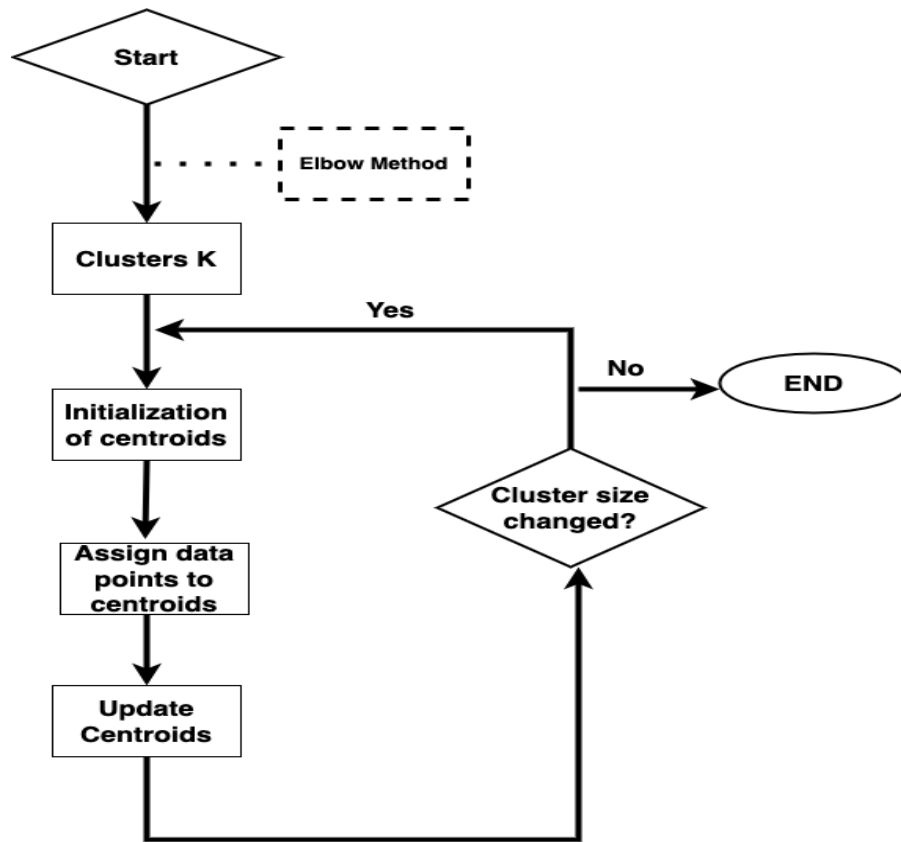 Start
Elbow Method
Clusters K
Yes
No
END
Initialization
of centroids
Cluster size
changed?
Assign data
points to
centroids
Update
Centroids